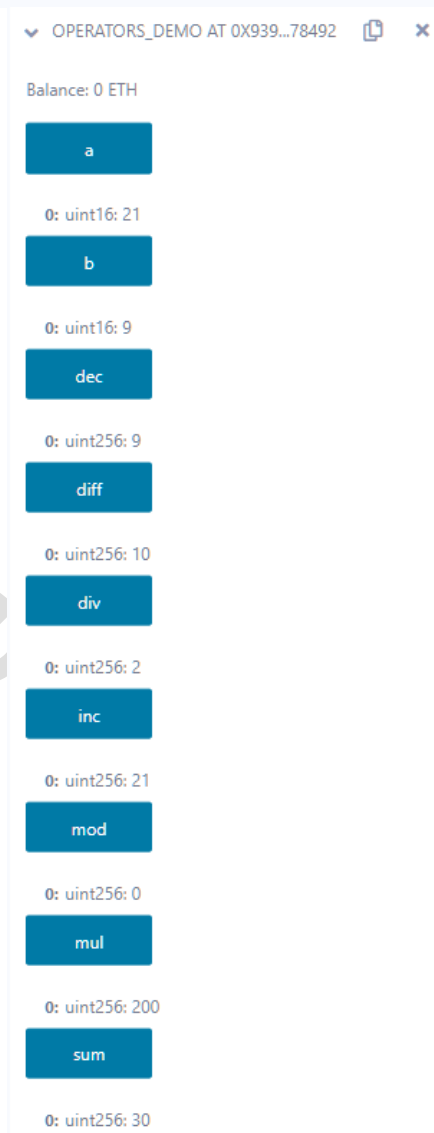 OPERATORS_DEMO AT 0X939...78492
Balance: 0 ETH
a
0: uint16: 21
b
0: uint16: 9
dec
0: uint256: 9
diff
0: uint256: 10
div
0: uint256: 2
inc
0: uint256: 21
mod
0: uint256: 0
mul
0: uint256: 200
sum
0: uint256: 30